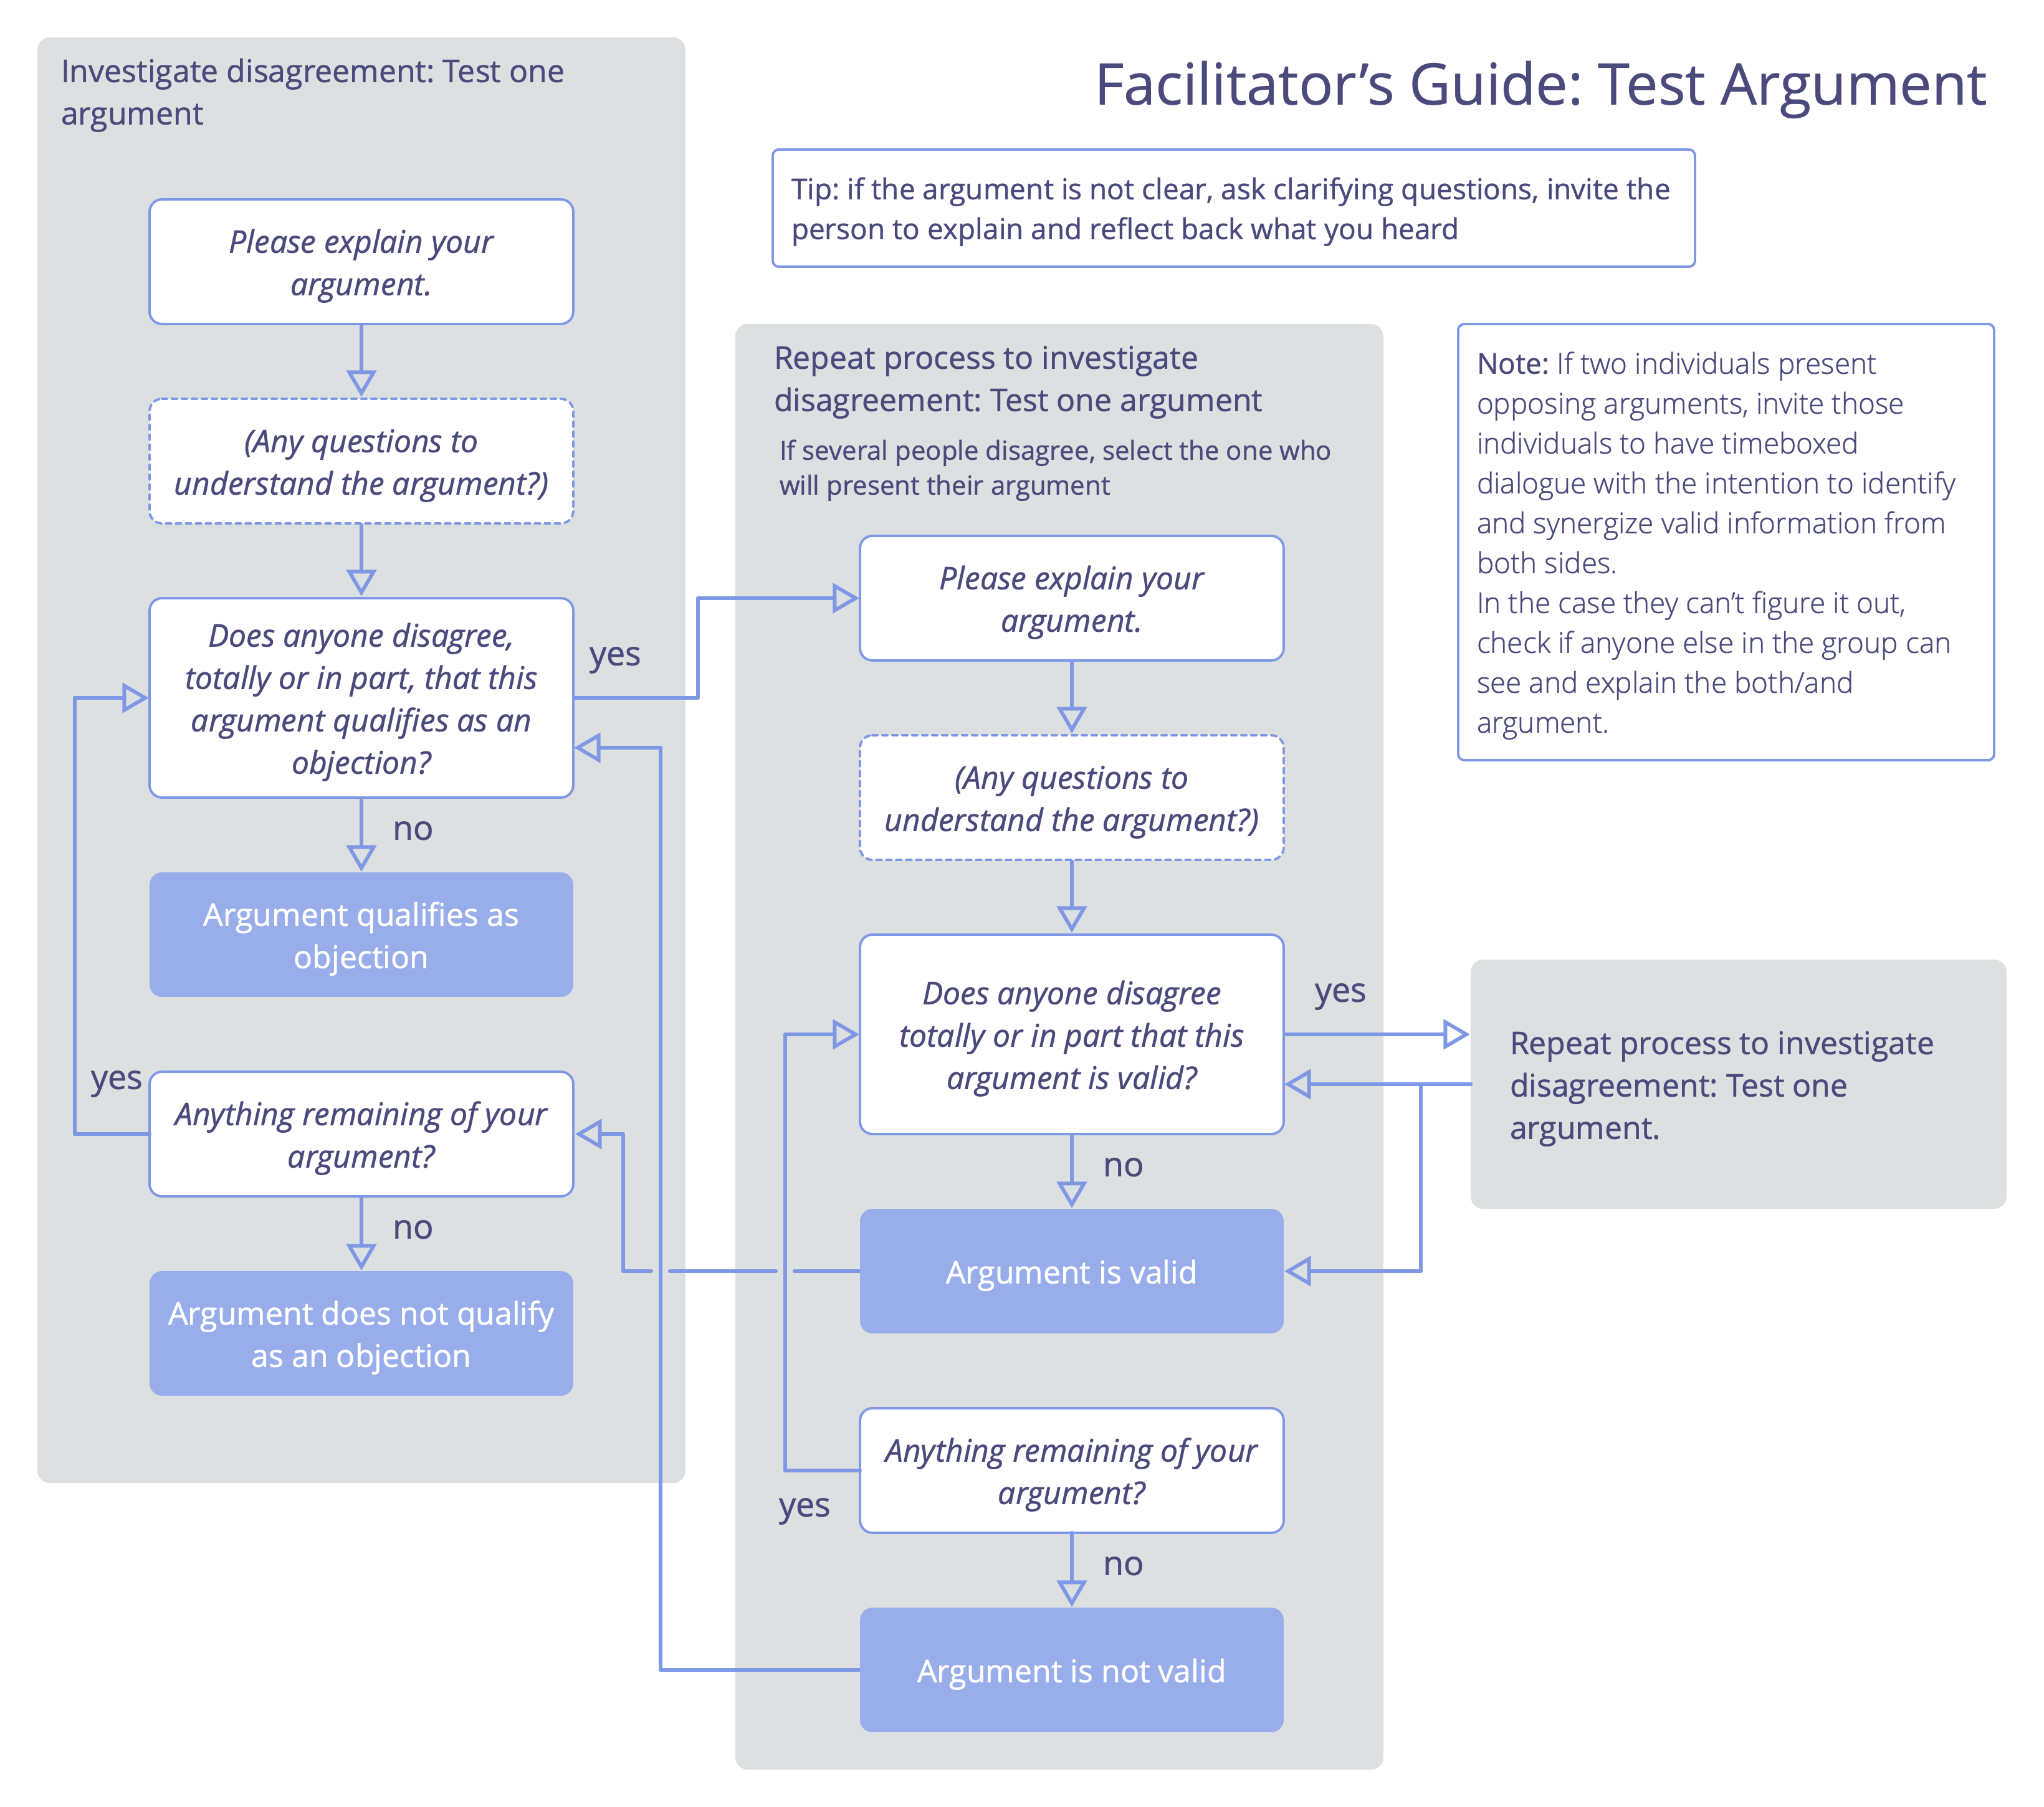 Facilitator’s Guide: Test Argument
Tip: if the argument is not clear, ask clarifying questions, invite the
person to explain and reflect back what you heard
Investigate disagreement: Test one
argument
Please explain your
argument.
(Any questions to
understand the argument?)
Does anyone disagree,
totally or in part, that this
argument qualifies as an
objection?
yes
no
Argument qualifies as
objection
yes
Anything remaining of your
argument?
no
Argument does not qualify
as an objection
Repeat process to investigate
disagreement: Test one argument
If several people disagree, select the one who
will present their argument
Please explain your
argument.
(Any questions to
understand the argument?)
Does anyone disagree
totally or in part that this
argument is valid?
yes
no
Argument is valid
Anything remaining of your
argument?
yes
no
Argument is not valid
Note: If two individuals present
opposing arguments, invite those
individuals to have timeboxed
dialogue with the intention to identify
and synergize valid information from
both sides.
In the case they can’t figure it out,
check if anyone else in the group can
see and explain the both/and
argument.
Repeat process to investigate
disagreement: Test one
argument.